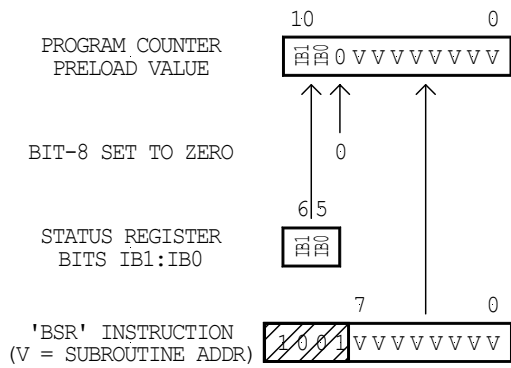 10 0
PROGRAM COUNTER
PRELOAD VALUE
IB1 IB0 0 V V V V V V V V
BIT-8 SET TO ZERO
0
6 5
STATUS REGISTER
BITS IB1:IB0
IB1 IB0
7 0
'BSR' INSTRUCTION
(V = SUBROUTINE ADDR)
1 0 0 1 V V V V V V V V